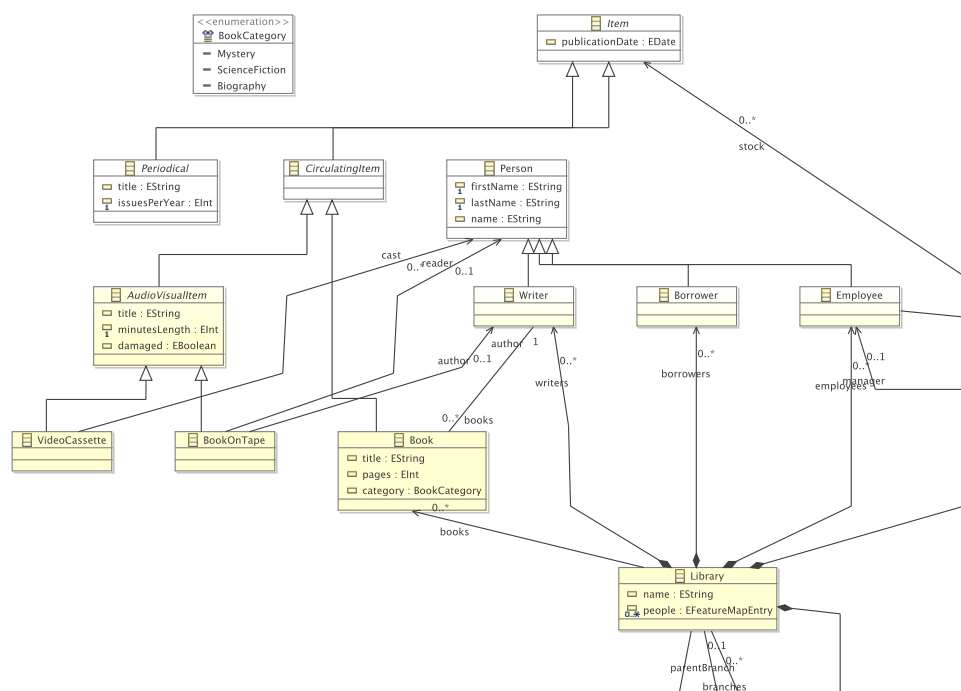 <<enumeration>>
BookCategory
Mystery
ScienceFiction
Biography
Item
publicationDate : EDate
0..*
stock
Periodical
title : EString
issuesPerYear : EInt
CirculatingItem
Person
firstName : EString
lastName : EString
name : EString
cast
0..*
reader
0..1
AudioVisualItem
title : EString
minutesLength : EInt
damaged : EBoolean
Writer
Borrower
Employee
author
0..1
author
1
0..*
writers
0..*
borrowers
0..*
employees
0..1
manager
0..*
books
VideoCassette
BookOnTape
Book
title : EString
pages : EInt
category : BookCategory
0..*
books
Library
name : EString
people : EFeatureMapEntry
0..1
parentBranch
0..*
branches